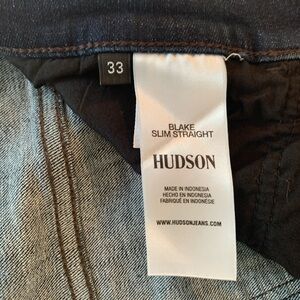 33
BLAKE
SLIM STRAIGHT
HUDSON
MADE IN INDONESIA
HECHO EN INDONESIA
FABRIQUÉ EN INDONÉSIE
WWW.HUDSONJEANS.COM